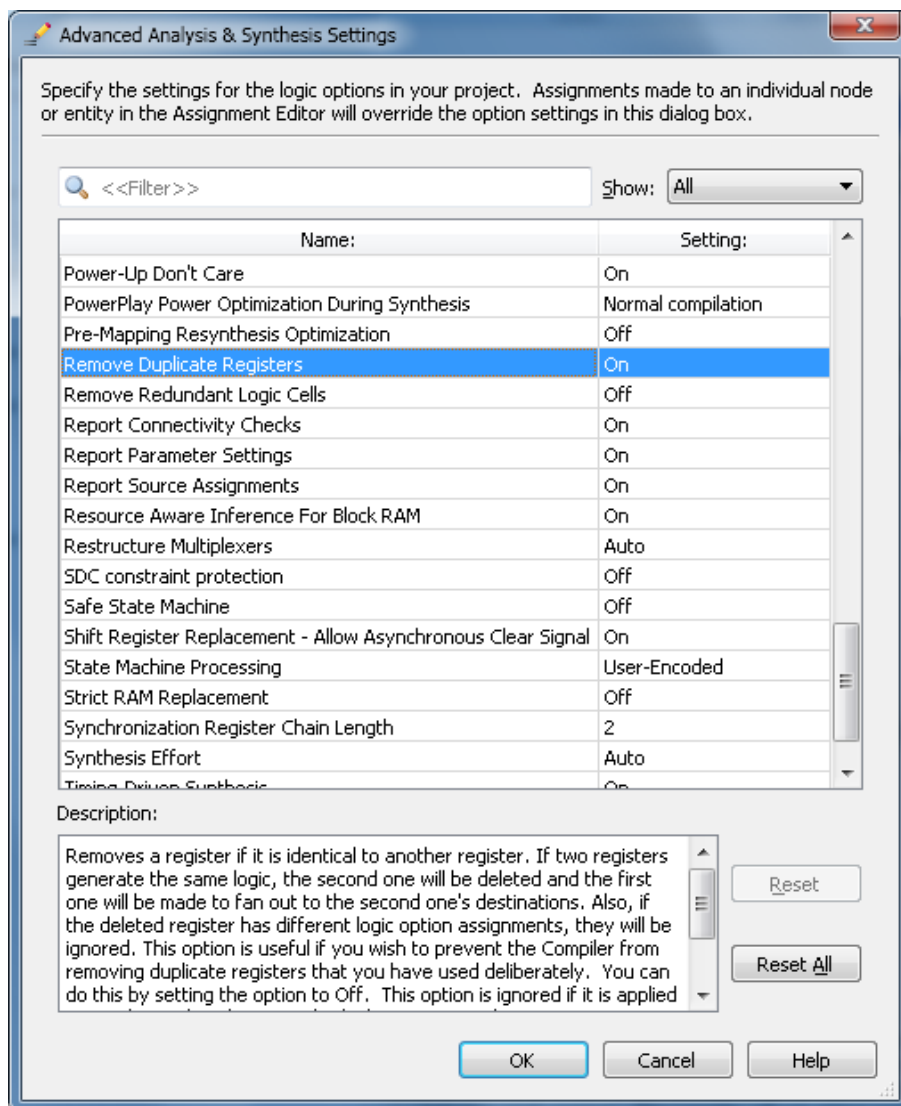 Advanced Analysis & Synthesis Settings
Specify the settings for the logic options in your project.  Assignments made to an individual node
or entity in the Assignment Editor will override the option settings in this dialog box.
<<Filter>> Show: All
Name: Setting:
Power-Up Don't Care On
PowerPlay Power Optimization During Synthesis Normal compilation
Pre-Mapping Resynthesis Optimization Off
Remove Duplicate Registers On
Remove Redundant Logic Cells Off
Report Connectivity Checks On
Report Parameter Settings On
Report Source Assignments On
Resource Aware Inference For Block RAM On
Restructure Multiplexers Auto
SDC constraint protection Off
Safe State Machine Off
Shift Register Replacement - Allow Asynchronous Clear Signal On
State Machine Processing User-Encoded
Strict RAM Replacement Off
Synchronization Register Chain Length 2
Synthesis Effort Auto
Timing-Driven Synthesis On
Description:
Removes a register if it is identical to another register. If two registers
generate the same logic, the second one will be deleted and the first
one will be made to fan out to the second one's destinations. Also, if
the deleted register has different logic option assignments, they will be
ignored. This option is useful if you wish to prevent the Compiler from
removing duplicate registers that you have used deliberately.  You can
do this by setting the option to Off.  This option is ignored if it is applied
Reset
Reset All
OK Cancel Help